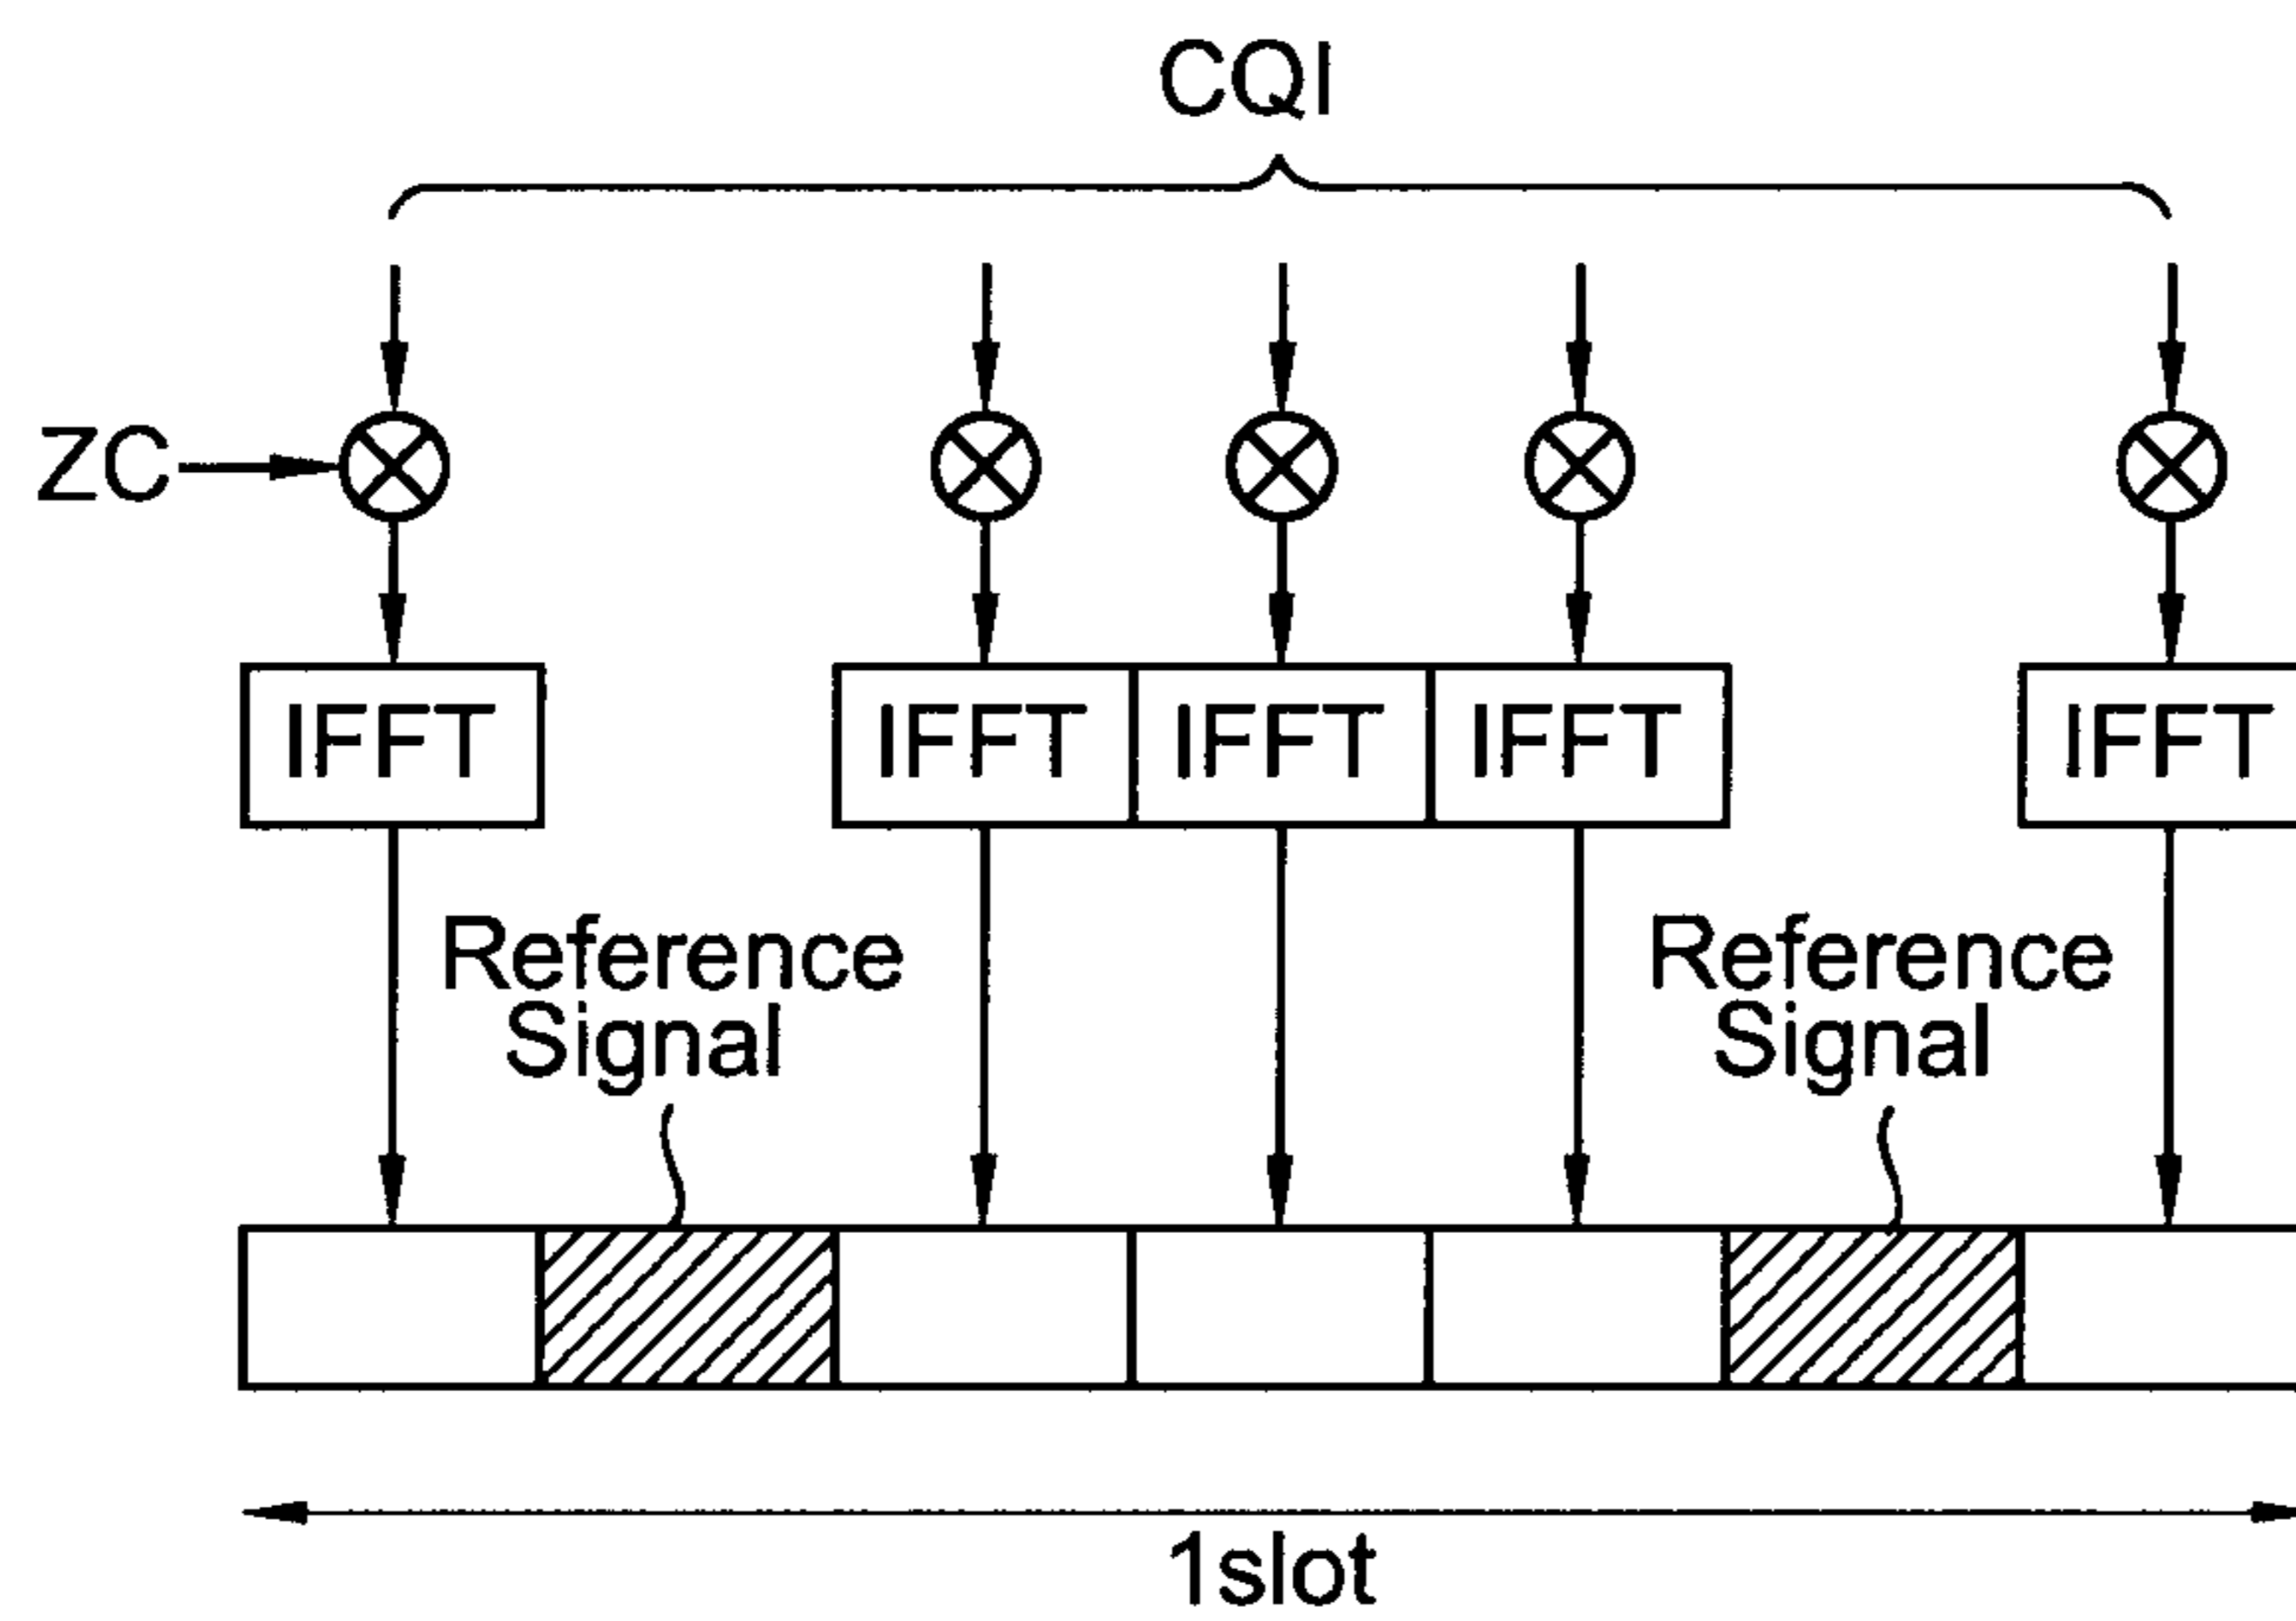 CQI
ZC
IFFT IFFT IFFT IFFT IFFT
Reference
Signal
Reference
Signal
1slot